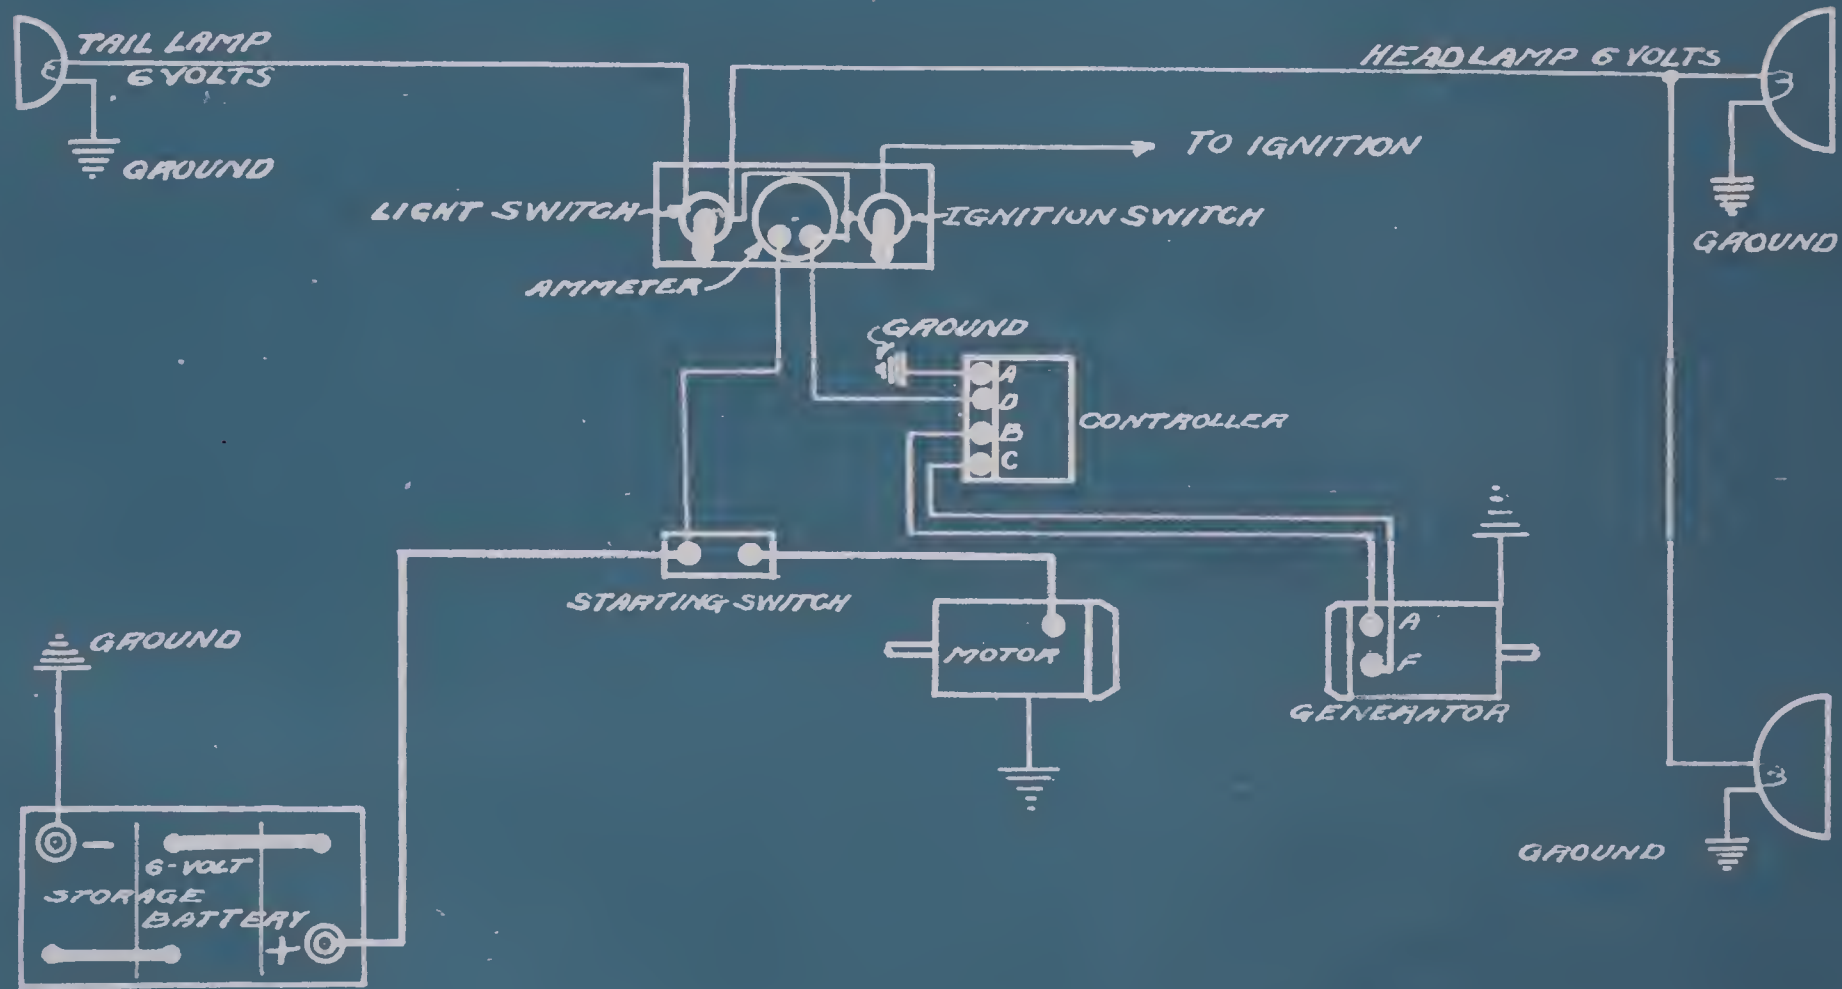 TAIL LAMP
6 VOLTS
GROUND
HEADLAMP 6 VOLTS
TO IGNITION
GROUND
LIGHT SWITCH
IGNITION SWITCH
AMMETER
GROUND
A
D
B
C
CONTROLLER
STARTING SWITCH
MOTOR
A
F
GENERATOR
GROUND
GROUND
-
6-VOLT
STORAGE
BATTERY
+